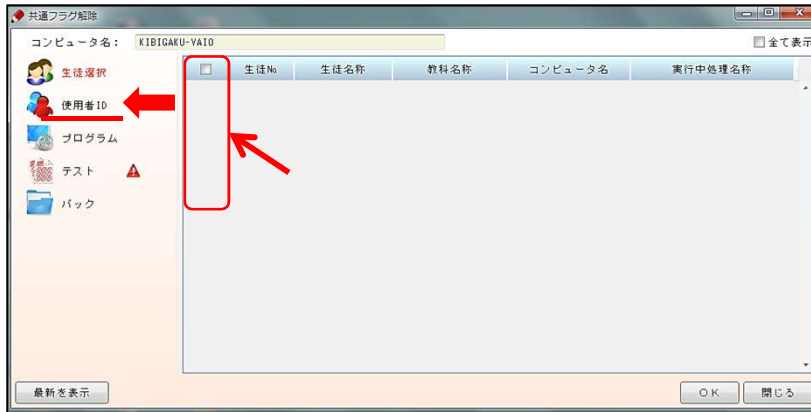 共通フラグ解除
コンピュータ名： KIBIGAKU-VAIO 全て表示
生徒選択
使用者ID
プログラム
テスト
パック
生徒No 生徒名称 教科名称 コンピュータ名 実行中処理名称
最新を表示 OK 閉じる